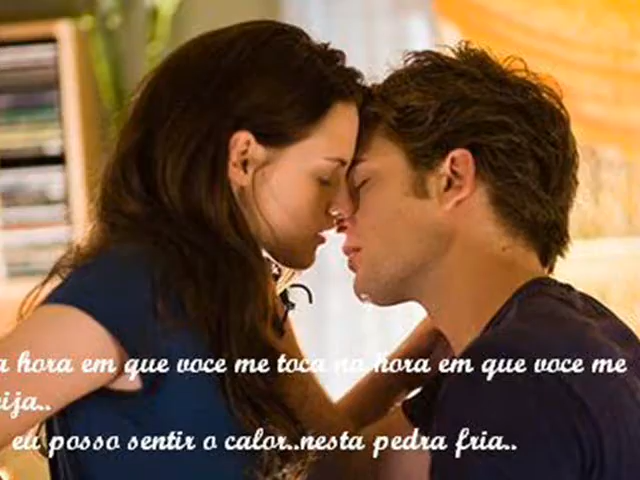 a hora em que voce me toca na hora em que voce me
ija..
eu posso sentir o calor..nesta pedra fria..